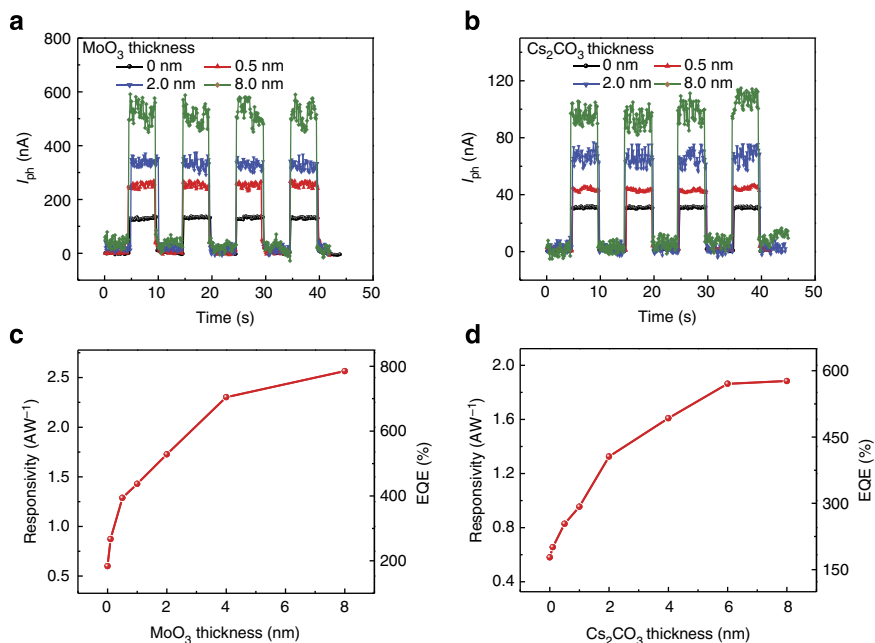 a
800
600
400
200
0
I_ph (nA)
MoO₃ thickness
0 nm 0.5 nm
2.0 nm 8.0 nm
0 10 20 30 40 50
Time (s)
b
120
80
40
0
I_ph (nA)
Cs₂CO₃ thickness
0 nm 0.5 nm
2.0 nm 8.0 nm
0 10 20 30 40 50
Time (s)
c
2.5
2.0
1.5
1.0
0.5
Responsivity (AW⁻¹)
800
600
400
200
EQE (%)
0 2 4 6 8
MoO₃ thickness (nm)
d
2.0
1.6
1.2
0.8
0.4
Responsivity (AW⁻¹)
600
450
300
150
EQE (%)
0 2 4 6 8
Cs₂CO₃ thickness (nm)